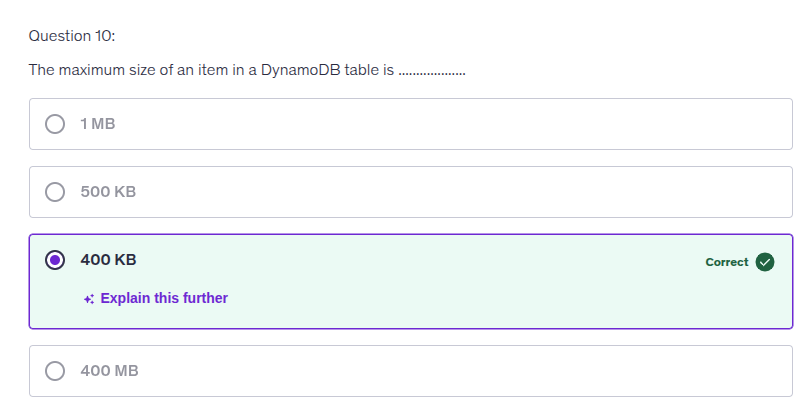 Question 10:
The maximum size of an item in a DynamoDB table is ...................
1 MB
500 KB
400 KB
Correct
Explain this further
400 MB